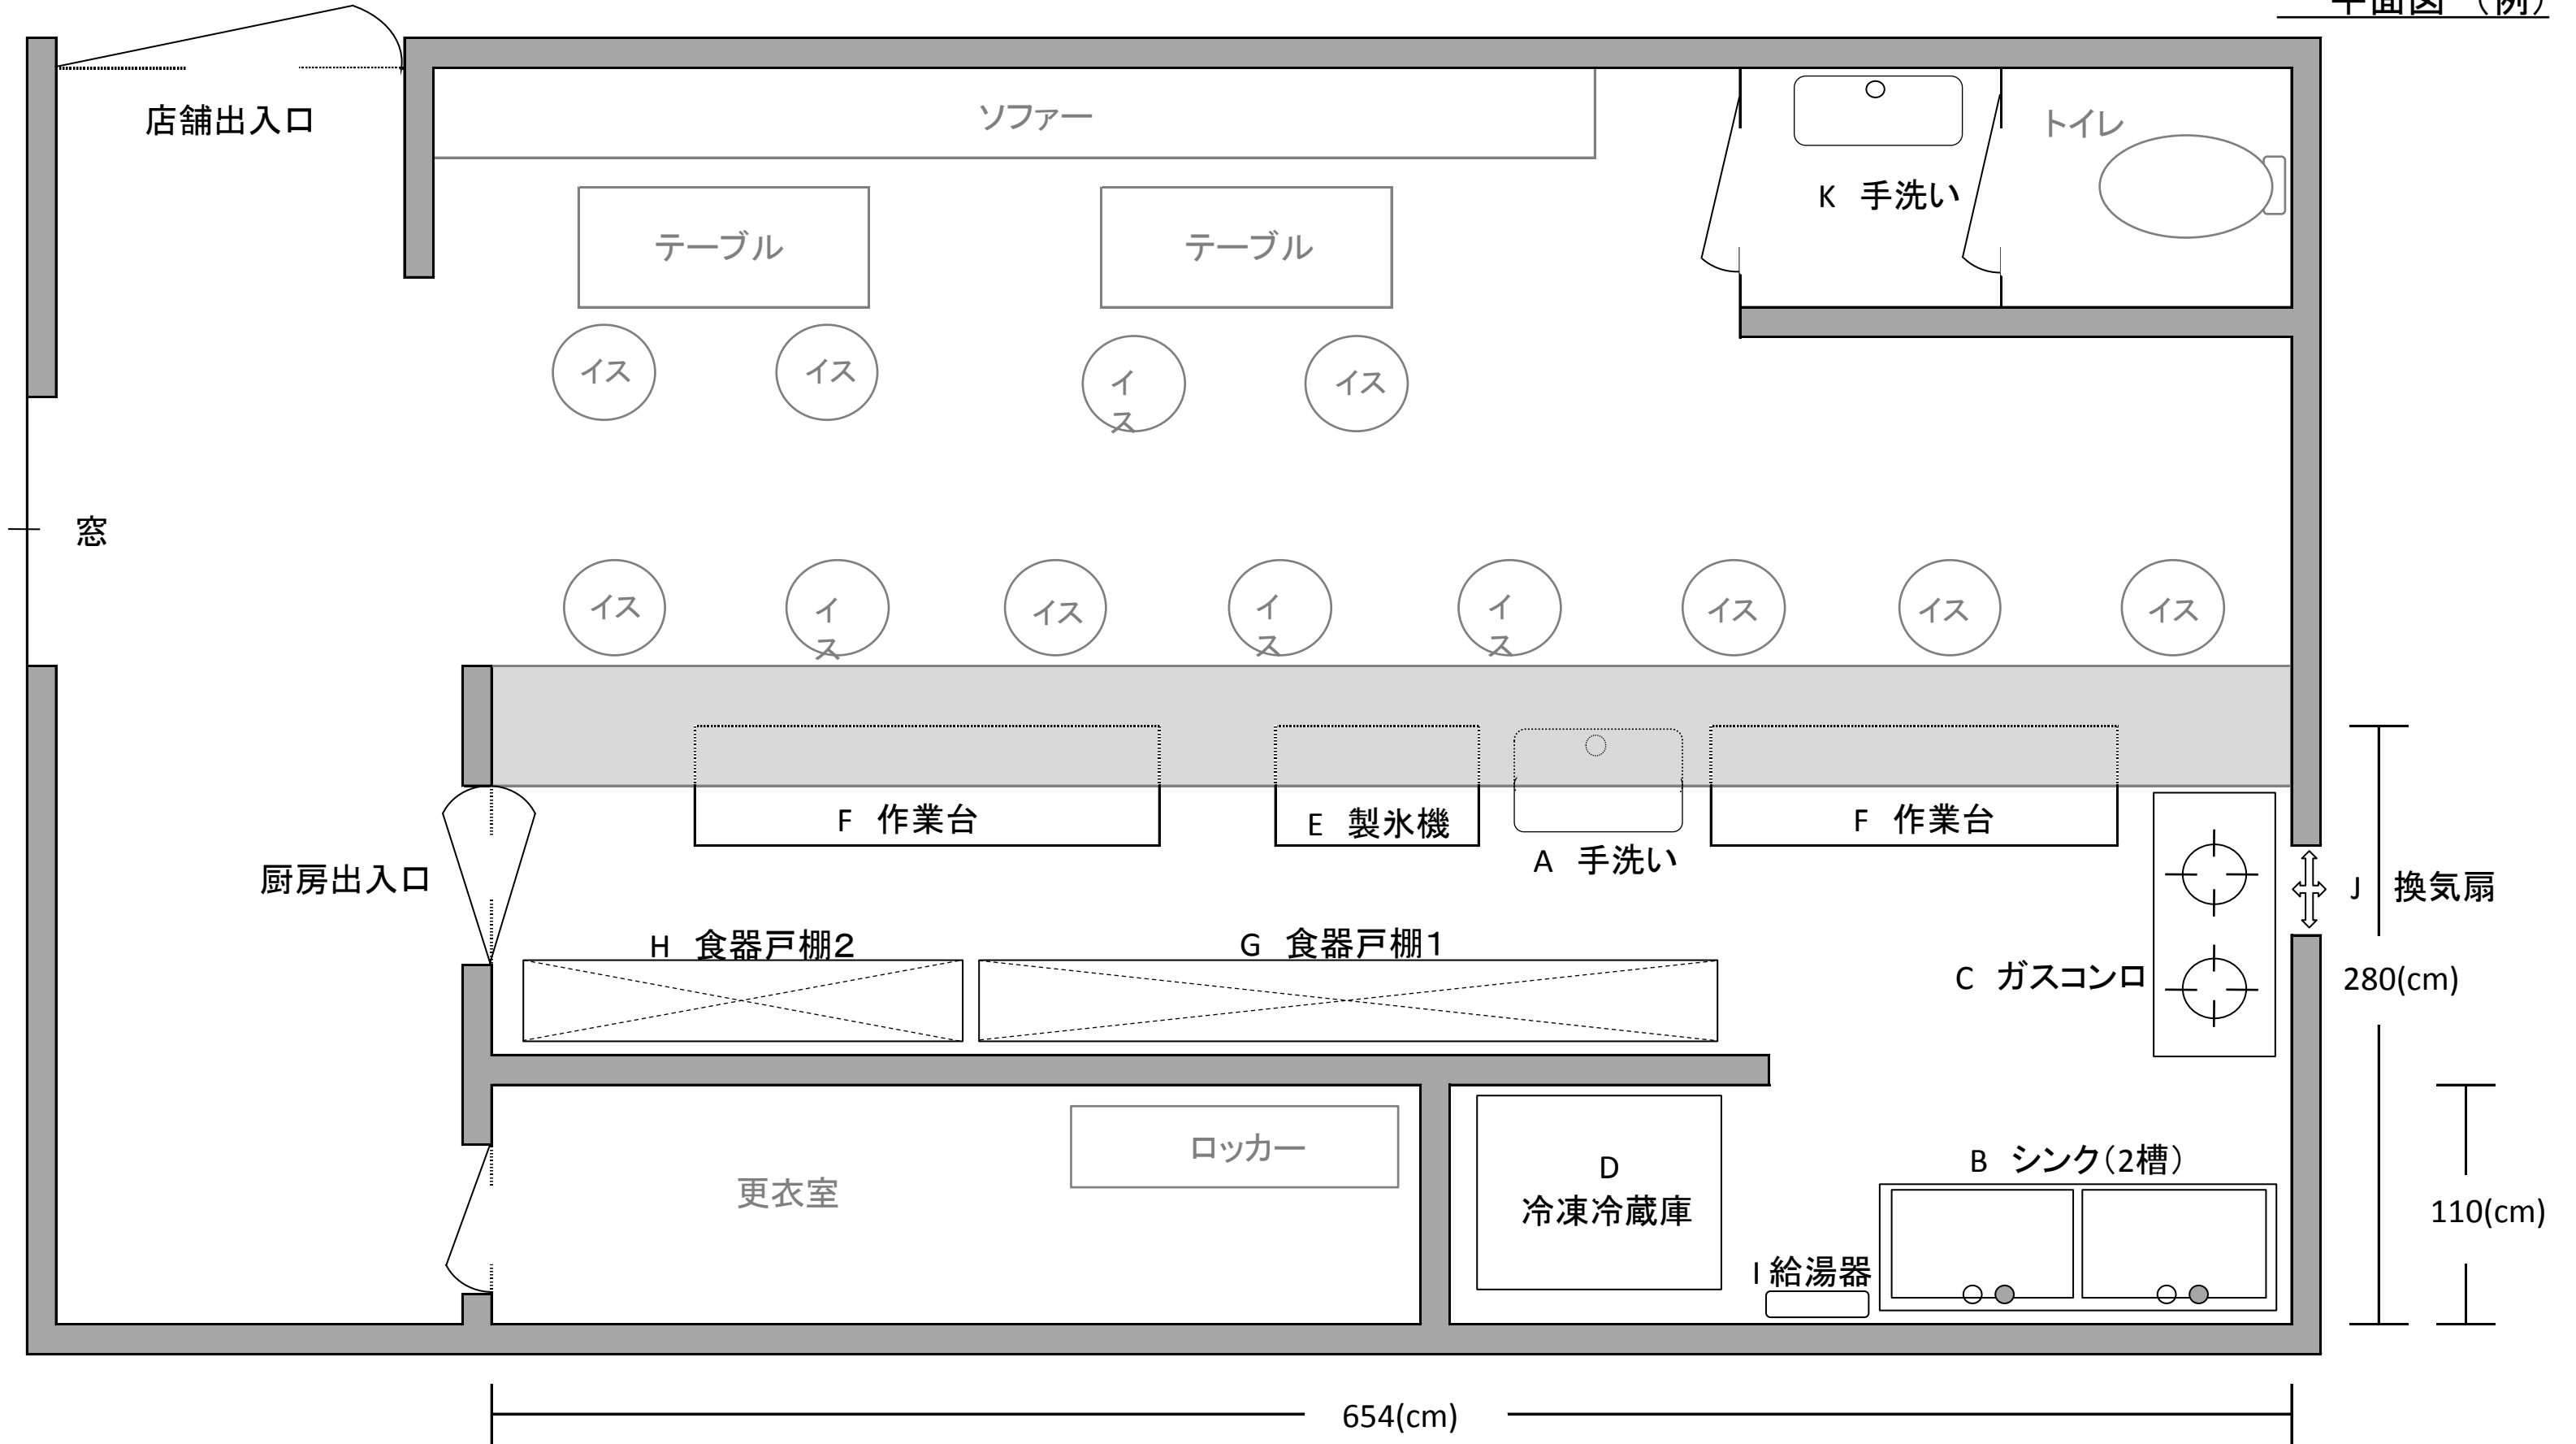 平面図 （例）
店舗出入口
ソファー
トイレ
K 手洗い
テーブル
テーブル
イス
イス
イ
ス
イス
窓
イス
イ
ス
イス
イ
ス
イ
ス
イス
イス
イス
F 作業台
E 製氷機
F 作業台
A 手洗い
厨房出入口
J 換気扇
H 食器戸棚２
G 食器戸棚１
C ガスコンロ
280(cm)
ロッカー
更衣室
D
冷凍冷蔵庫
B シンク（2槽）
110(cm)
I 給湯器
654(cm)